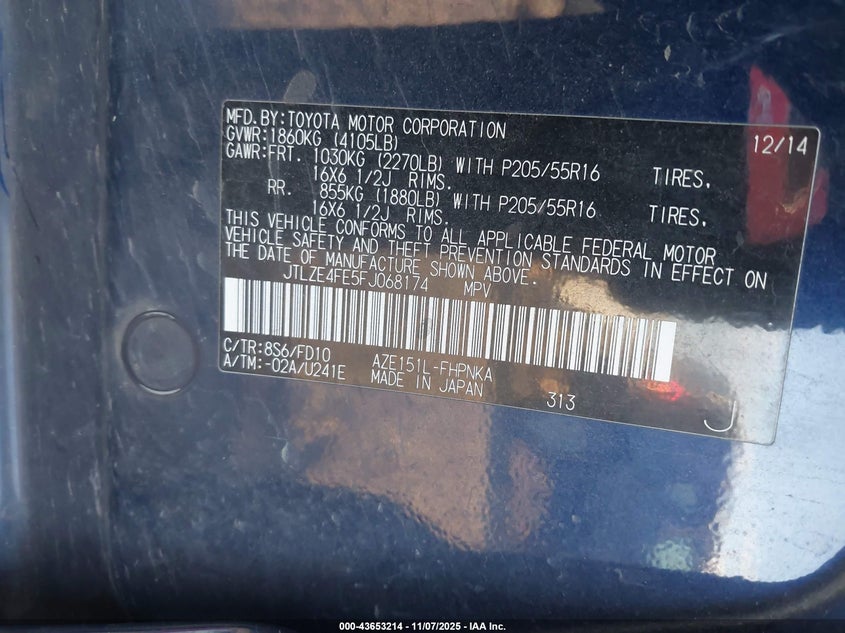 MFD.BY:TOYOTA MOTOR CORPORATION 12/14
GVWR:1860KG (4105LB)
GAWR:FRT. 1030KG (2270LB) WITH P205/55R16 TIRES,
16X6 1/2J RIMS.
RR. 855KG (1880LB) WITH P205/55R16 TIRES,
16X6 1/2J RIMS.
THIS VEHICLE CONFORMS TO ALL APPLICABLE FEDERAL MOTOR
VEHICLE SAFETY AND THEFT PREVENTION STANDARDS IN EFFECT ON
THE DATE OF MANUFACTURE SHOWN ABOVE.
JTLZE4FE5FJ068174 MPV
C/TR:8S6/FD10 AZE151L-FHPNKA
A/TM:-02A/U241E MADE IN JAPAN 313 J
000-43653214 - 11/07/2025 - IAA Inc.